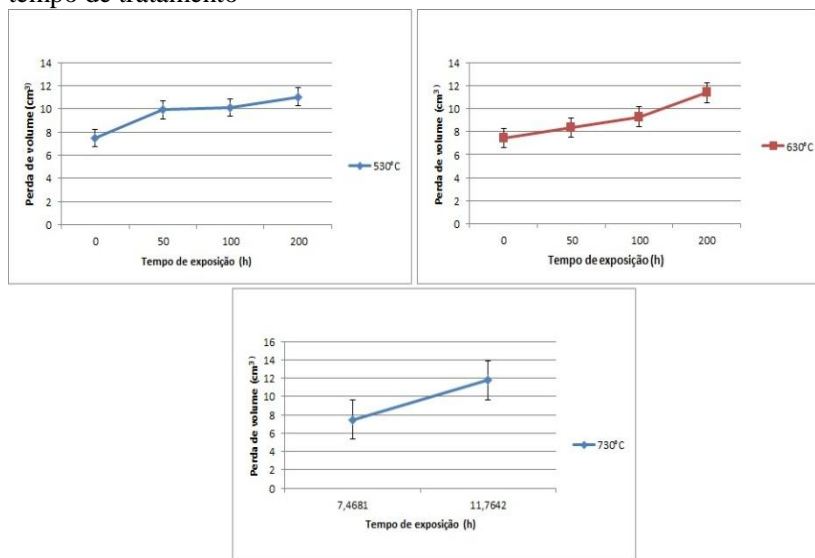 tempo de tratamento
14
12
10
8
6
4
2
0
Perda de volume (cm³)
0 50 100 200
Tempo de exposição (h)
530°C
14
12
10
8
6
4
2
0
Perda de volume (cm³)
0 50 100 200
Tempo de exposição (h)
630°C
16
14
12
10
8
6
4
2
0
Perda de volume (cm³)
7,4681 11,7642
Tempo de exposição (h)
730°C